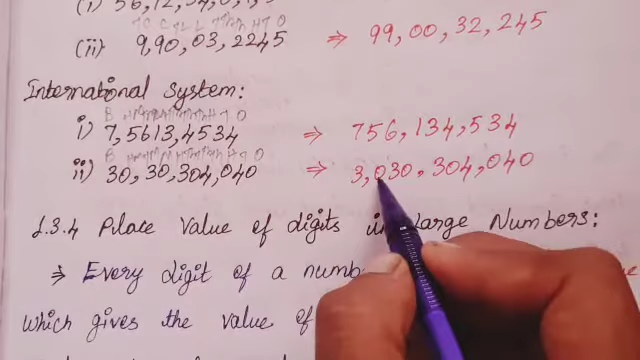 (ii) 9,90,03,2245 ⇒ 99,00,32,245
International System:
i) 7,5613,4534 ⇒ 756,134,534
ii) 30,30,304,040 ⇒ 3,030,304,040
1.3.4 Place Value of digits in Large Numbers:
⇒ Every digit of a numb
which gives the value of